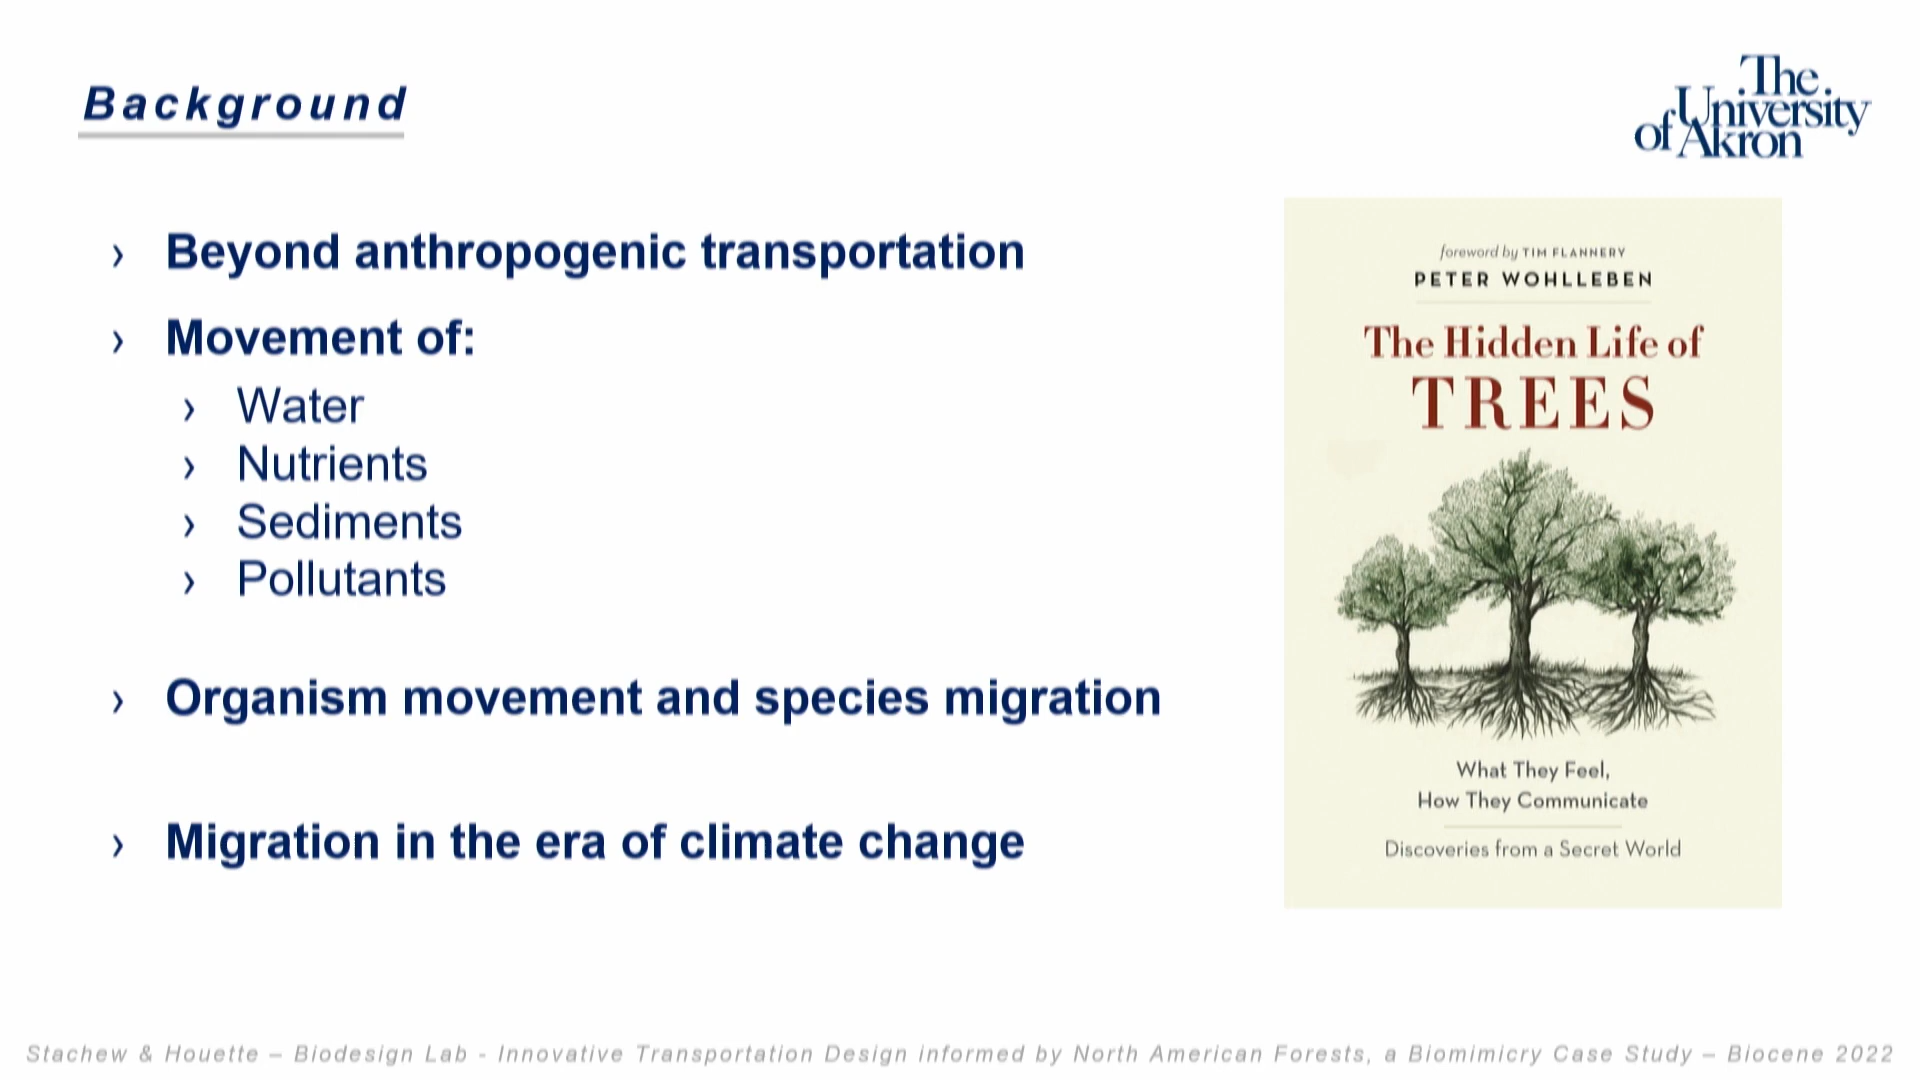 Background
The
University
of Akron
› Beyond anthropogenic transportation
› Movement of:
› Water
› Nutrients
› Sediments
› Pollutants
› Organism movement and species migration
› Migration in the era of climate change
foreword by TIM FLANNERY
PETER WOHLLEBEN
The Hidden Life of
TREES
What They Feel,
How They Communicate
Discoveries from a Secret World
Stachew & Houette – Biodesign Lab - Innovative Transportation Design informed by North American Forests, a Biomimicry Case Study – Biocene 2022